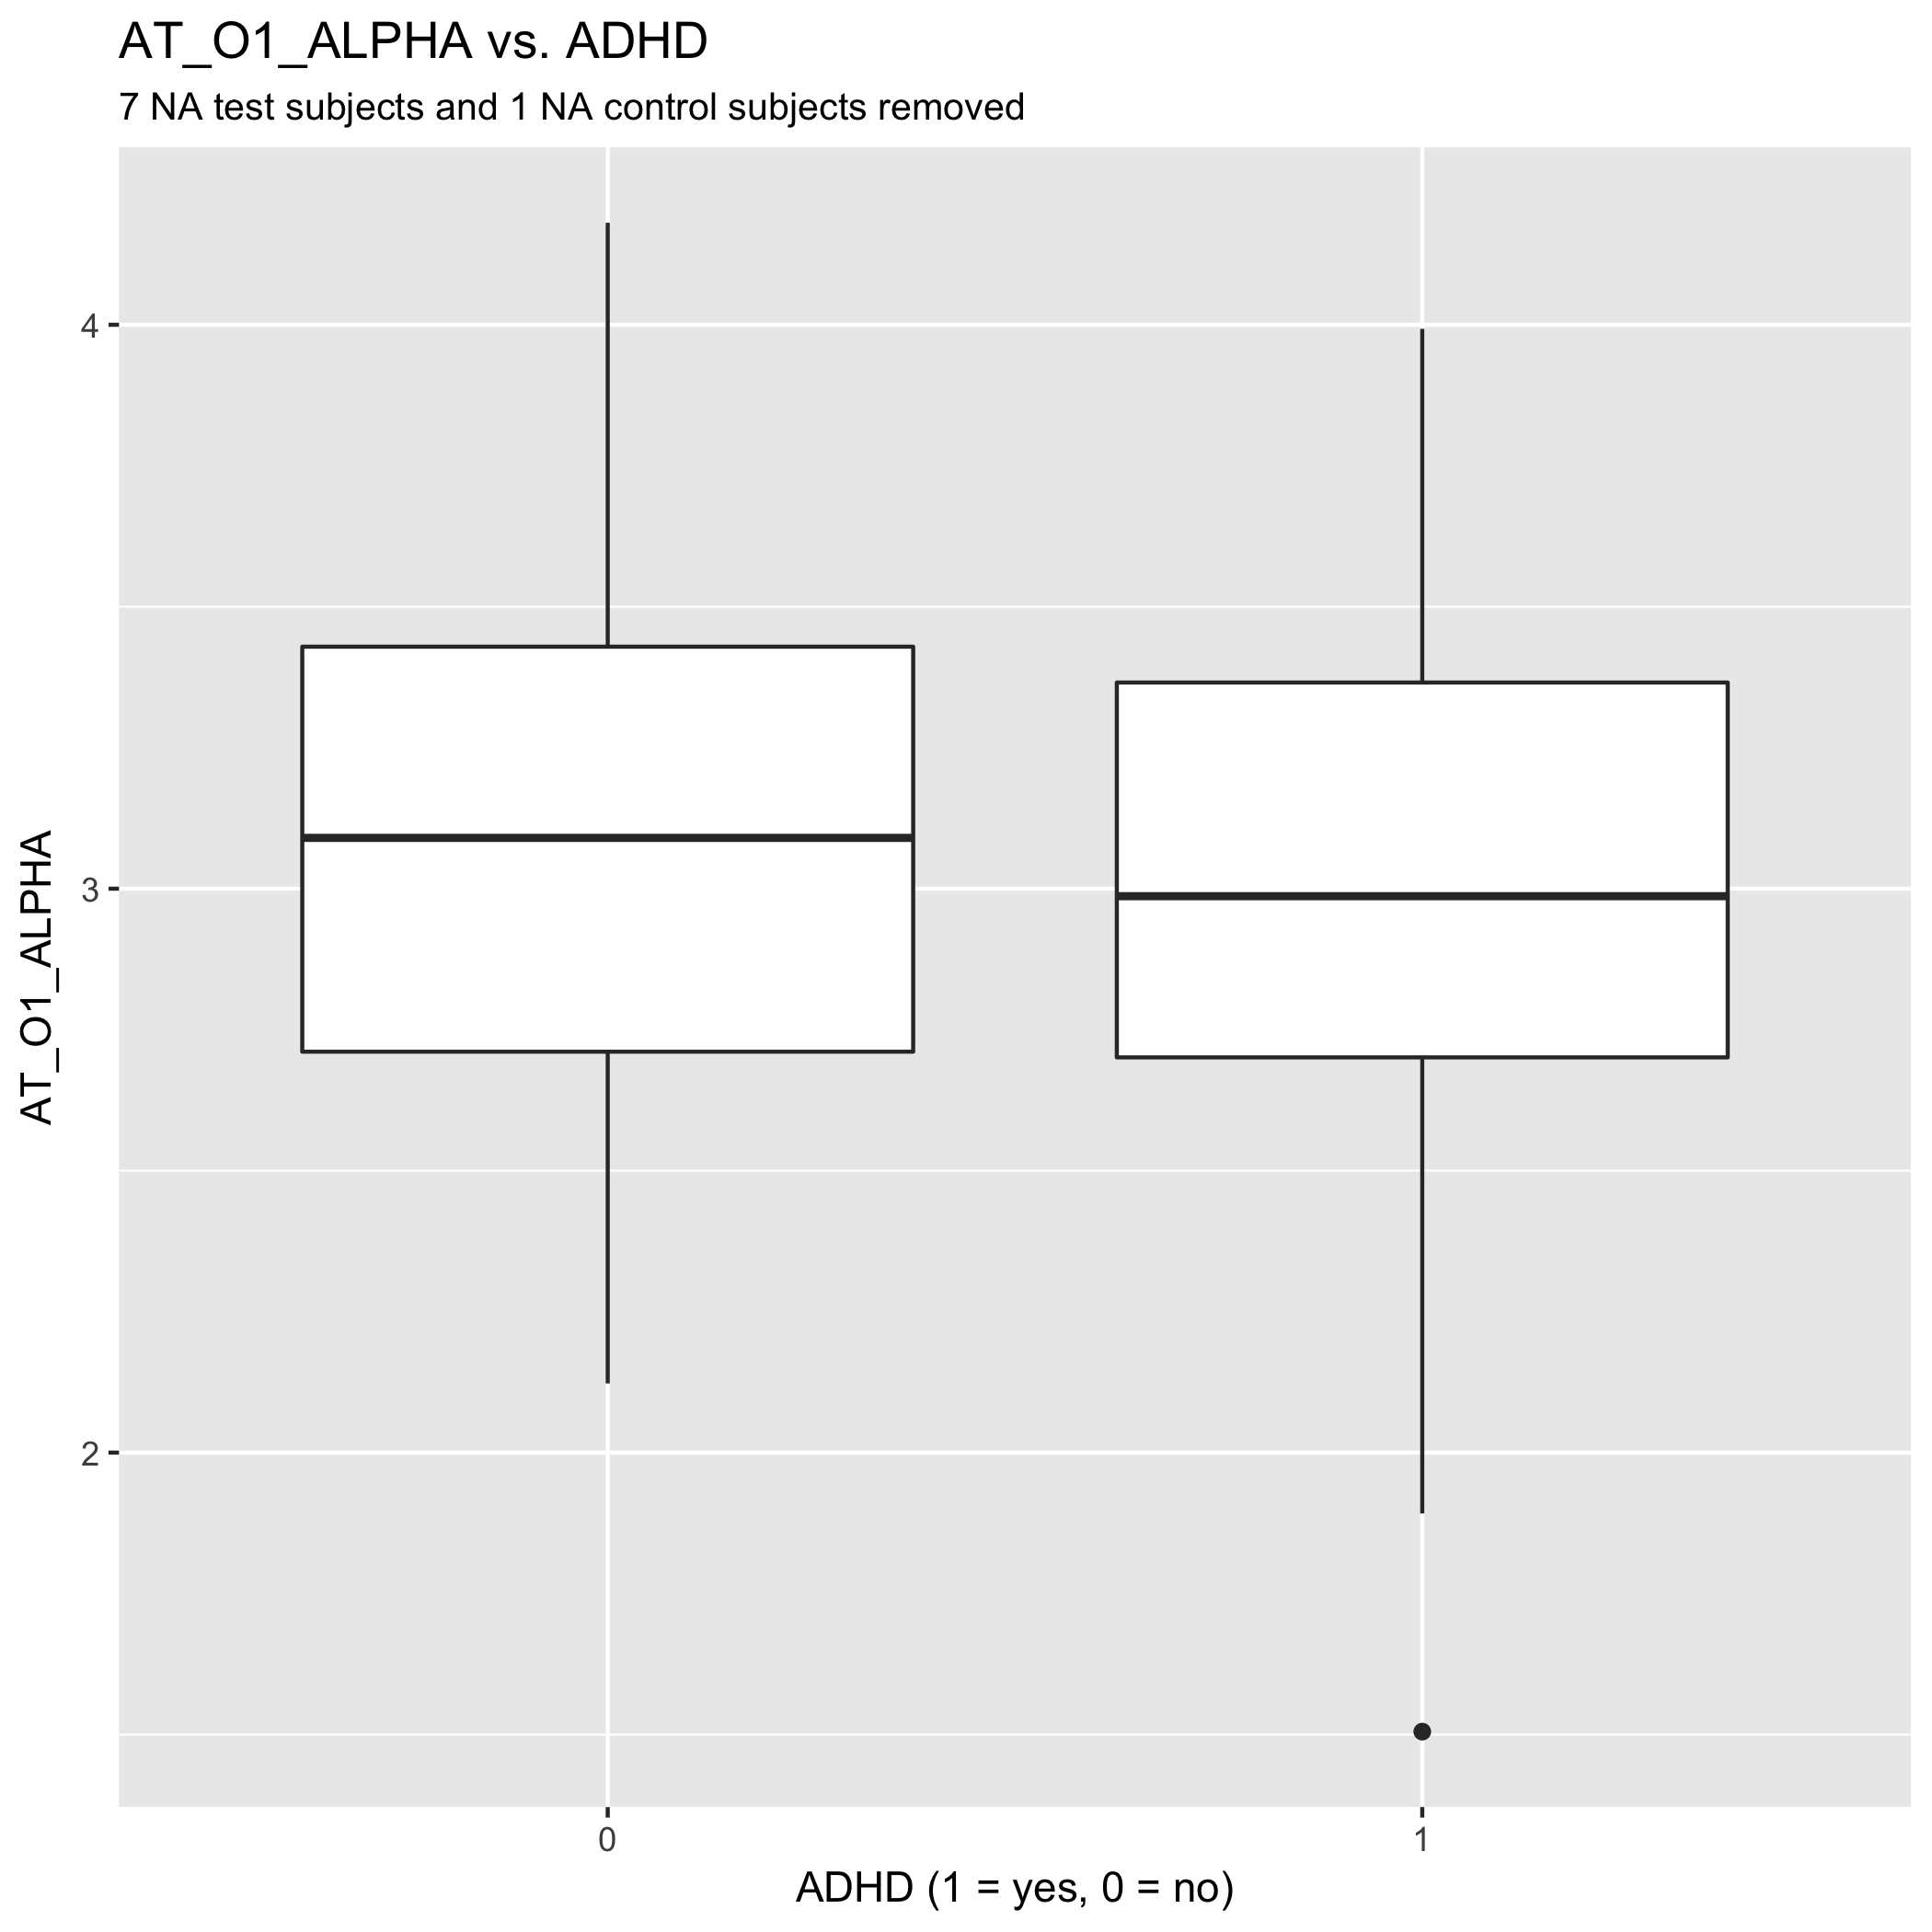 AT_O1_ALPHA vs. ADHD
7 NA test subjects and 1 NA control subjects removed
AT_O1_ALPHA
4
3
2
0
1
ADHD (1 = yes, 0 = no)